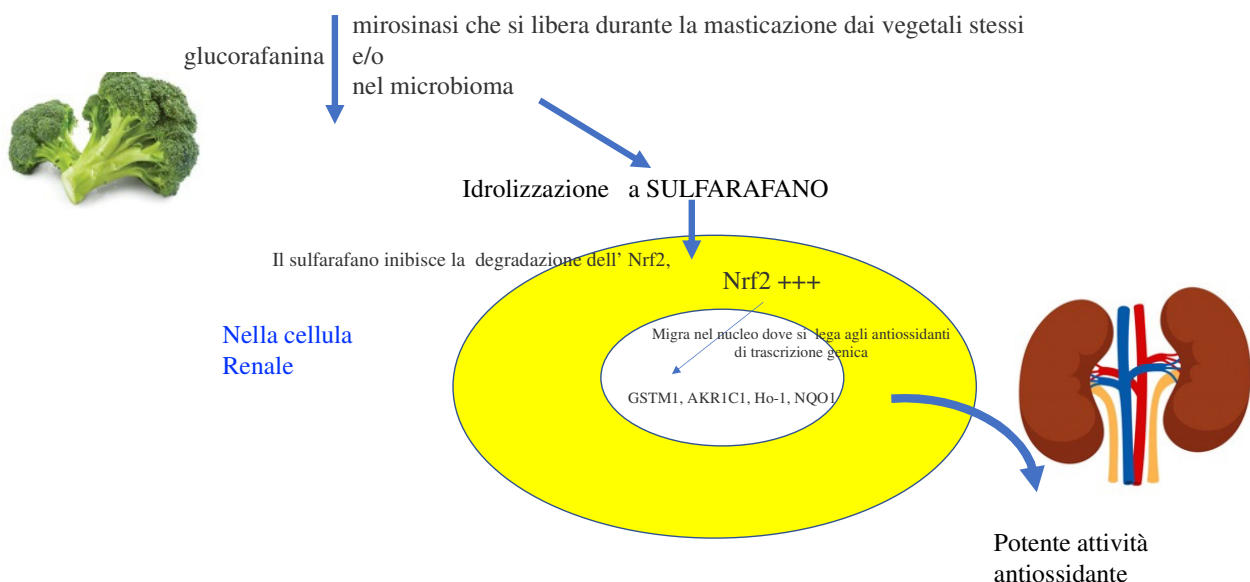 mirosinasi che si libera durante la masticazione dai vegetali stessi
glucorafanina
e/o
nel microbioma
Idrolizzazione a SULFARAFANO
Il sulfarafano inibisce la degradazione dell' Nrf2,
Nrf2 +++
Nella cellula
Renale
Migra nel nucleo dove si lega agli antiossidanti
di trascrizione genica
GSTM1, AKR1C1, Ho-1, NQO1
Potente attività
antiossidante